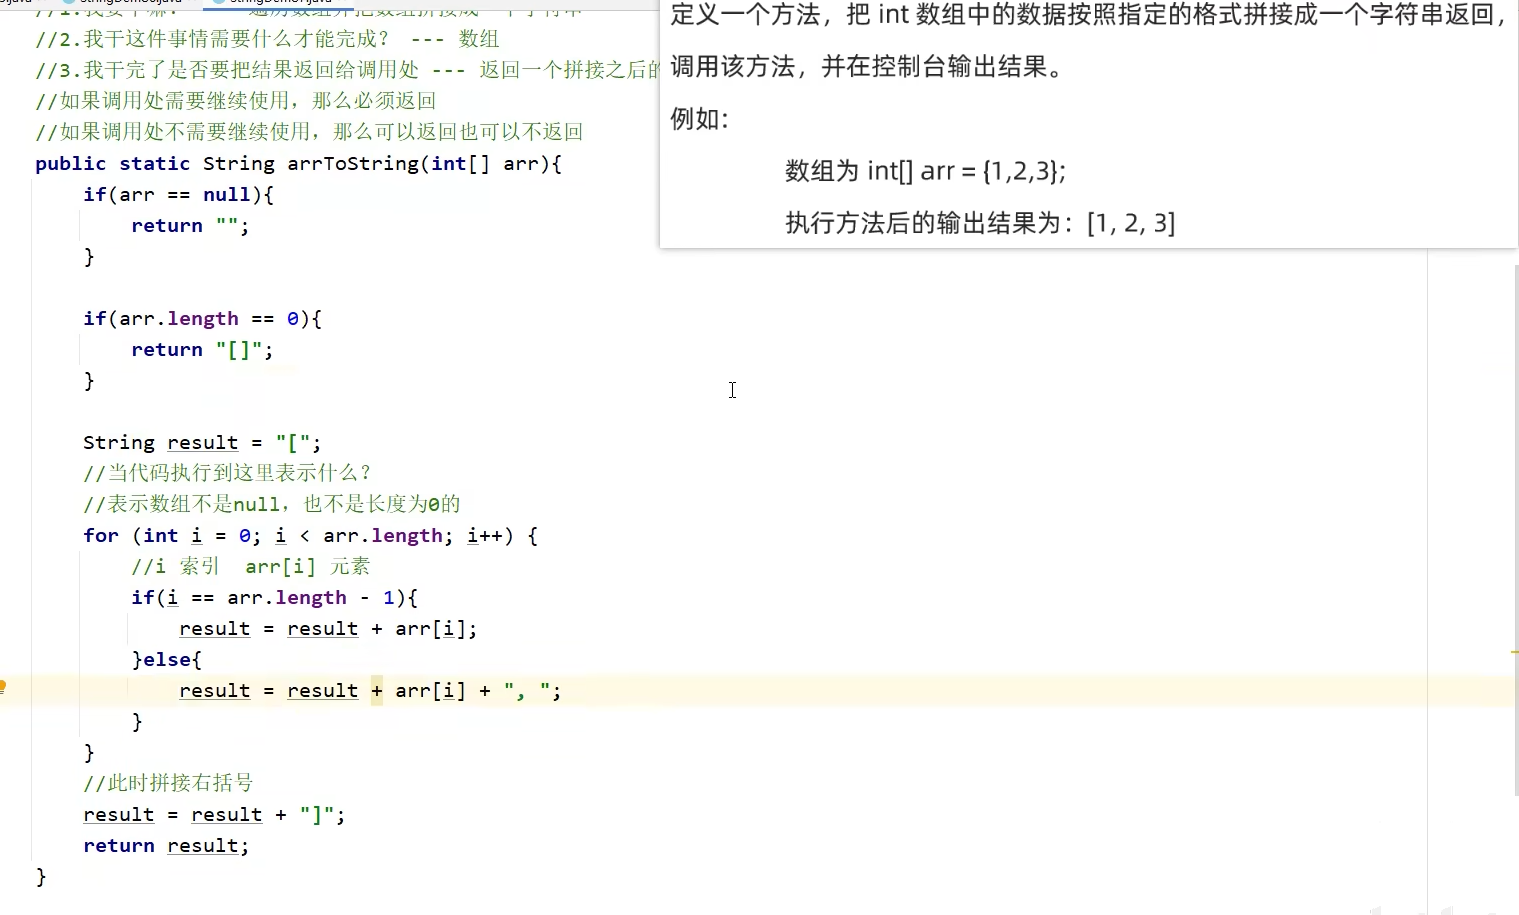 //2.我干这件事情需要什么才能完成? --- 数组
//3.我干完了是否要把结果返回给调用处 --- 返回一个拼接之后的
//如果调用处需要继续使用，那么必须返回
//如果调用处不需要继续使用，那么可以返回也可以不返回
public static String arrToString(int[] arr){
if(arr == null){
return "";
}
if(arr.length == 0){
return "[]";
}
String result = "[";
//当代码执行到这里表示什么?
//表示数组不是null，也不是长度为0的
for (int i = 0; i < arr.length; i++) {
//i 索引  arr[i] 元素
if(i == arr.length - 1){
result = result + arr[i];
}else{
result = result + arr[i] + ", ";
}
}
//此时拼接右括号
result = result + "]";
return result;
}
定义一个方法，把 int 数组中的数据按照指定的格式拼接成一个字符串返回，
调用该方法，并在控制台输出结果。
例如：
数组为 int[] arr = {1,2,3};
执行方法后的输出结果为：[1, 2, 3]